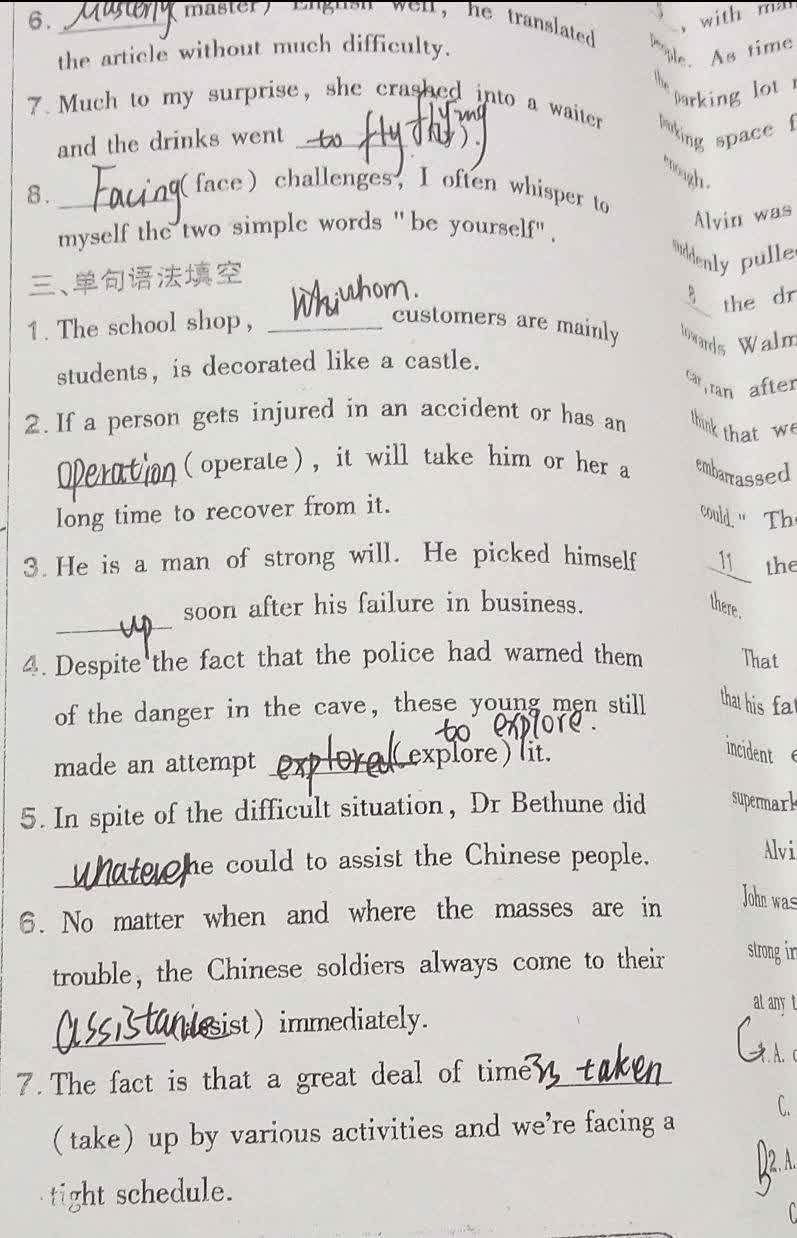 6. Mastering master) English well, he translated
the article without much difficulty.
7. Much to my surprise, she crashed into a waiter
and the drinks went to fly flying.
8. Facing (face) challenges, I often whisper to
myself the two simple words "be yourself".
三、单句语法填空
whom.
1. The school shop, customers are mainly
students, is decorated like a castle.
2. If a person gets injured in an accident or has an
operation (operate), it will take him or her a
long time to recover from it.
3. He is a man of strong will. He picked himself
up soon after his failure in business.
4. Despite the fact that the police had warned them
of the danger in the cave, these young men still
to explore.
made an attempt explored (explore) it.
5. In spite of the difficult situation, Dr Bethune did
whatever he could to assist the Chinese people.
6. No matter when and where the masses are in
trouble, the Chinese soldiers always come to their
(assist) immediately.
7. The fact is that a great deal of time is taken
(take) up by various activities and we're facing a
tight schedule.
, with
people. As time
the parking lot
parking space
enough.
Alvin was
suddenly pulle
8 the dr
towards Walm
car, ran after
think that we
embarrassed
could." Th
11 the
there.
That
that his fat
incident
supermark
Alvi
John was
strong in
at any t
1. A.
C.
B 2. A.
C